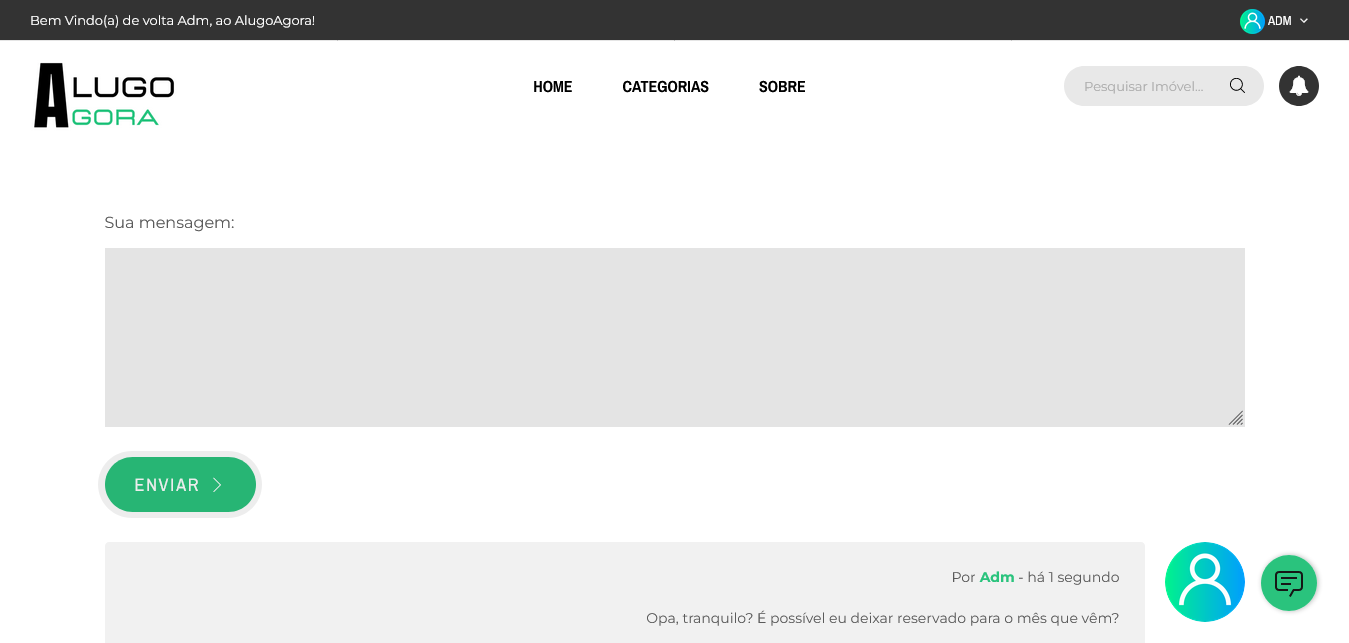 Bem Vindo(a) de volta Adm, ao AlugoAgora!
ADM
ALUGO
AGORA
HOME
CATEGORIAS
SOBRE
Pesquisar Imóvel...
Sua mensagem:
ENVIAR
Por Adm - há 1 segundo
Opa, tranquilo? É possível eu deixar reservado para o mês que vêm?